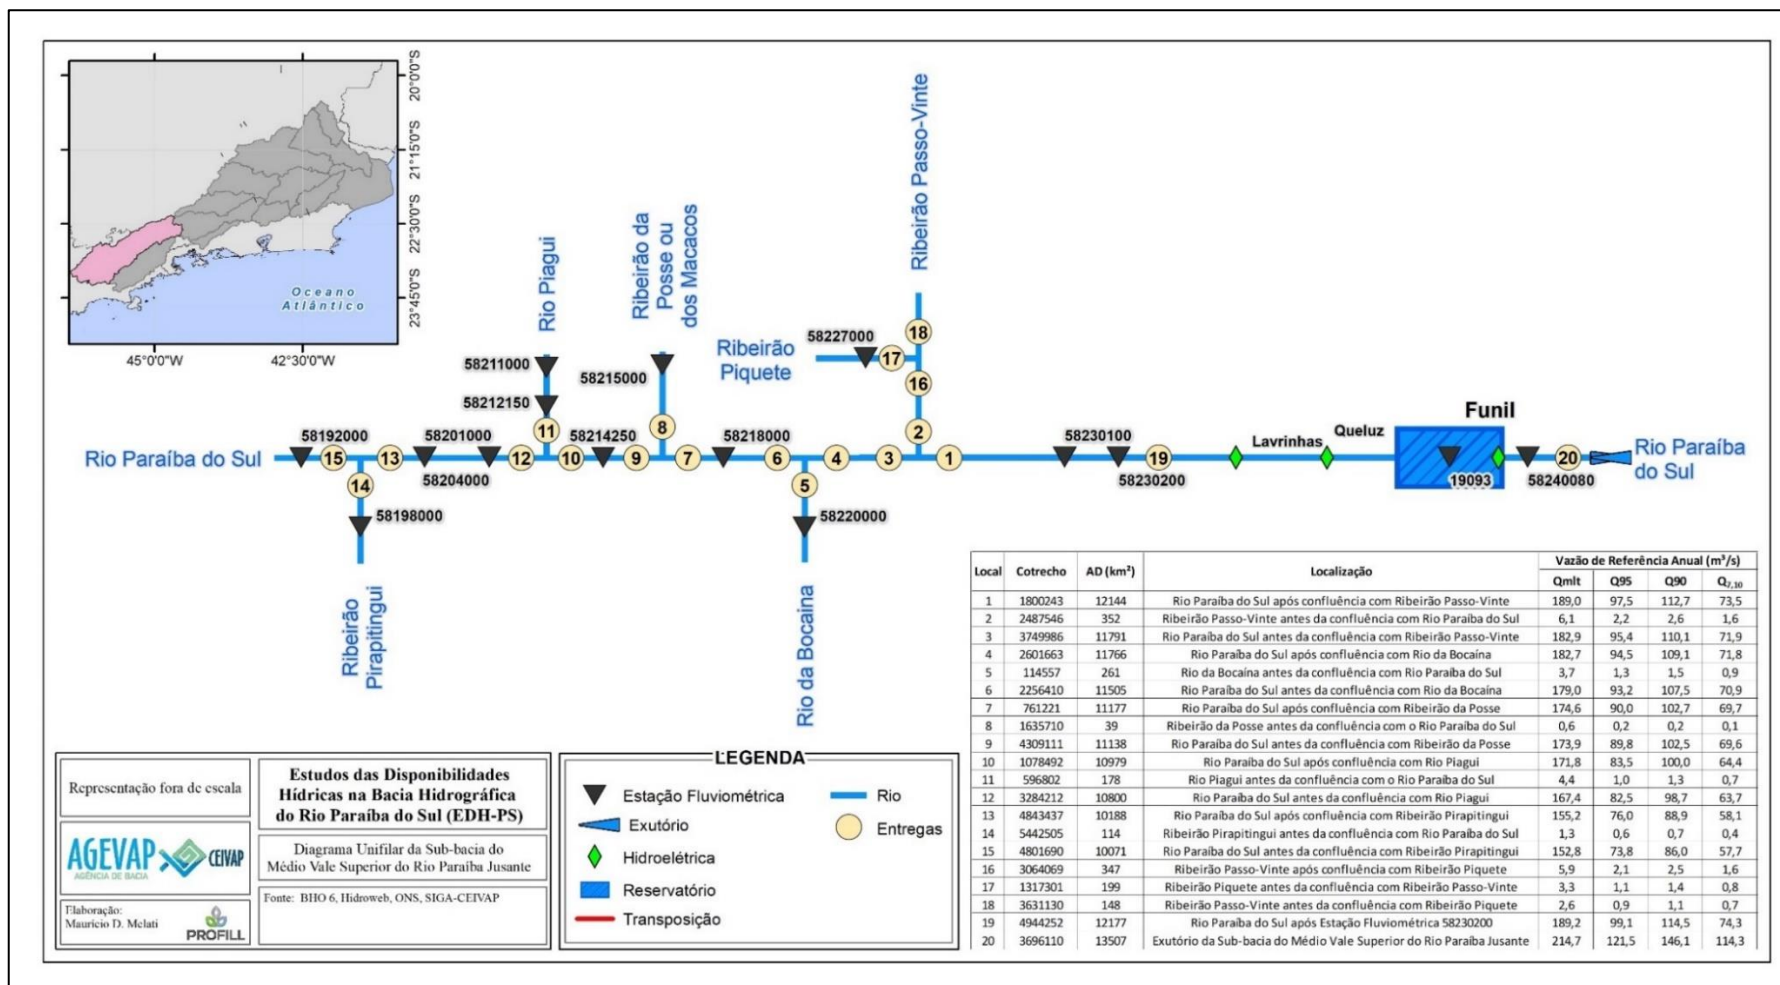 20°0'0"S
21°15'0"S
22°30'0"S
23°45'0"S
45°0'0"W
42°30'0"W
Oceano
Atlântico
Rio Piagui
Ribeirão da
Posse ou
dos Macacos
Ribeirão Passo-Vinte
Ribeirão
Piquete
58227000
18
17
16
58211000
58212150
58215000
11
8
2
Rio Paraíba do Sul
58192000
15
13
58201000
58204000
12
10
58214250
9
7
58218000
6
4
3
1
58230100
58230200
19
Lavrinhas
Queluz
Funil
19093
58240080
20
Rio Paraíba
do Sul
14
58198000
Ribeirão
Pirapitingui
5
58220000
Rio da Bocaina
Local Cotrecho AD (km²) Localização Vazão de Referência Anual (m³/s)
Qmlt Q95 Q90 Q7,10
1 1800243 12144 Rio Paraíba do Sul após confluência com Ribeirão Passo-Vinte 189,0 97,5 112,7 73,5
2 2487546 352 Ribeirão Passo-Vinte antes da confluência com Rio Paraíba do Sul 6,1 2,2 2,6 1,6
3 3749986 11791 Rio Paraíba do Sul antes da confluência com Ribeirão Passo-Vinte 182,9 95,4 110,1 71,9
4 2601663 11766 Rio Paraíba do Sul após confluência com Rio da Bocaína 182,7 94,5 109,1 71,8
5 114557 261 Rio da Bocaína antes da confluência com Rio Paraíba do Sul 3,7 1,3 1,5 0,9
6 2256410 11505 Rio Paraíba do Sul antes da confluência com Rio da Bocaína 179,0 93,2 107,5 70,9
7 761221 11177 Rio Paraíba do Sul após confluência com Ribeirão da Posse 174,6 90,0 102,7 69,7
8 1635710 39 Ribeirão da Posse antes da confluência com o Rio Paraíba do Sul 0,6 0,2 0,2 0,1
9 4309111 11138 Rio Paraíba do Sul antes da confluência com Ribeirão da Posse 173,9 89,8 102,5 69,6
10 1078492 10979 Rio Paraíba do Sul após confluência com Rio Piagui 171,8 83,5 100,0 64,4
11 596802 178 Rio Piagui antes da confluência com o Rio Paraíba do Sul 4,4 1,0 1,3 0,7
12 3284212 10800 Rio Paraíba do Sul antes da confluência com Rio Piagui 167,4 82,5 98,7 63,7
13 4843437 10188 Rio Paraíba do Sul após confluência com Ribeirão Pirapitingui 155,2 76,0 88,9 58,1
14 5442505 114 Ribeirão Pirapitingui antes da confluência com Rio Paraíba do Sul 1,3 0,6 0,7 0,4
15 4801690 10071 Rio Paraíba do Sul antes da confluência com Ribeirão Pirapitingui 152,8 73,8 86,0 57,7
16 3064069 347 Ribeirão Passo-Vinte após confluência com Ribeirão Piquete 5,9 2,1 2,5 1,6
17 1317301 199 Ribeirão Piquete antes da confluência com Ribeirão Passo-Vinte 3,3 1,1 1,4 0,8
18 3631130 148 Ribeirão Passo-Vinte antes da confluência com Ribeirão Piquete 2,6 0,9 1,1 0,7
19 4944252 12177 Rio Paraíba do Sul após Estação Fluviométrica 58230200 189,2 99,1 114,5 74,3
20 3696110 13507 Exutório da Sub-bacia do Médio Vale Superior do Rio Paraíba Jusante 214,7 121,5 146,1 114,3
Representação fora de escala
Estudos das Disponibilidades
Hídricas na Bacia Hidrográfica
do Rio Paraíba do Sul (EDH-PS)
AGEVAP
AGÊNCIA DE BACIA
CEIVAP
Diagrama Unifilar da Sub-bacia do
Médio Vale Superior do Rio Paraíba Jusante
Fonte: BHO 6, Hidroweb, ONS, SIGA-CEIVAP
Elaboração:
Maurício D. Melati
PROFILL
LEGENDA
Estação Fluviométrica
Rio
Exutório
Entregas
Hidroelétrica
Reservatório
Transposição